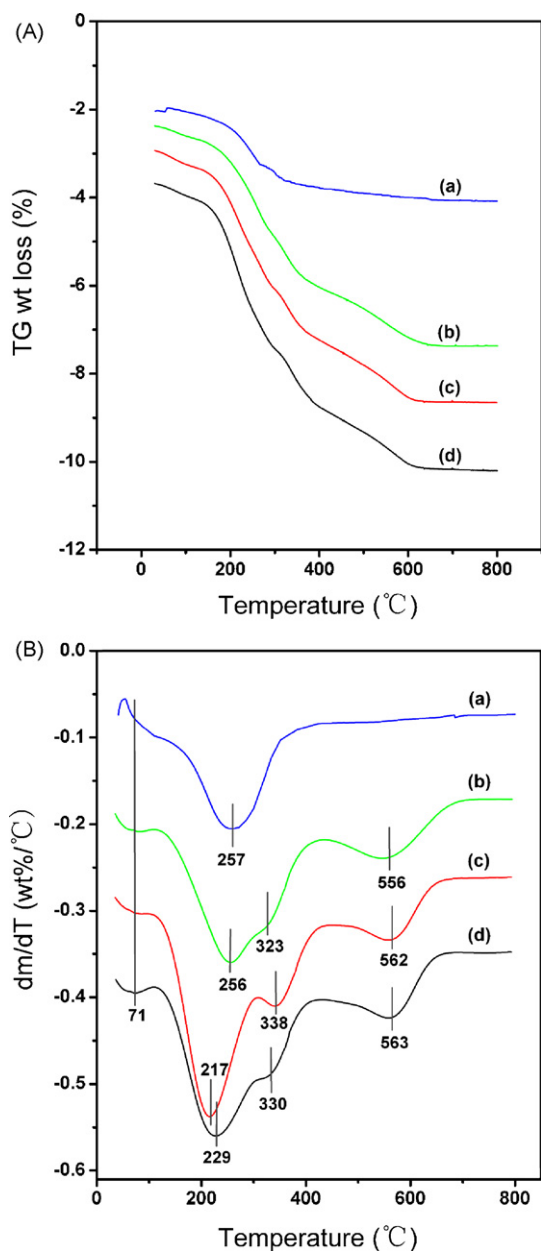 (A)
0
-2
-4
-6
-8
-10
-12
TG wt loss (%)
(a)
(b)
(c)
(d)
0 200 400 600 800
Temperature (℃)
(B)
0.0
-0.1
-0.2
-0.3
-0.4
-0.5
-0.6
dm/dT (wt%/℃)
(a)
(b)
257
556
(c)
323
256
562
(d)
71
338
563
217
330
229
0 200 400 600 800
Temperature (℃)